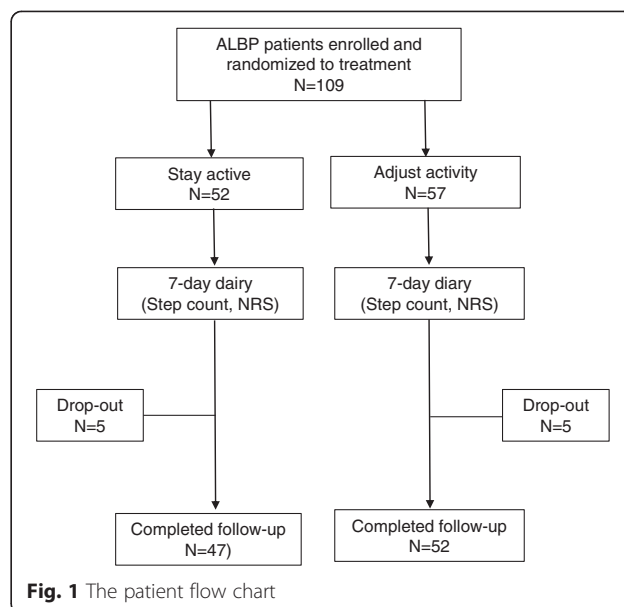 ALBP patients enrolled and
randomized to treatment
N=109
Stay active
N=52
Adjust activity
N=57
7-day dairy
(Step count, NRS)
7-day diary
(Step count, NRS)
Drop-out
N=5
Drop-out
N=5
Completed follow-up
N=47)
Completed follow-up
N=52
Fig. 1 The patient flow chart